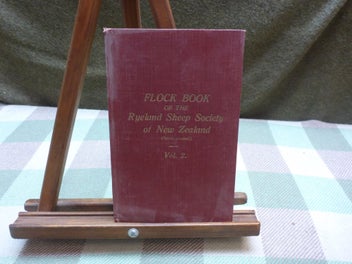 FLOCK BOOK
OF THE
Ryeland Sheep Society
of New Zealand
Vol. 2.